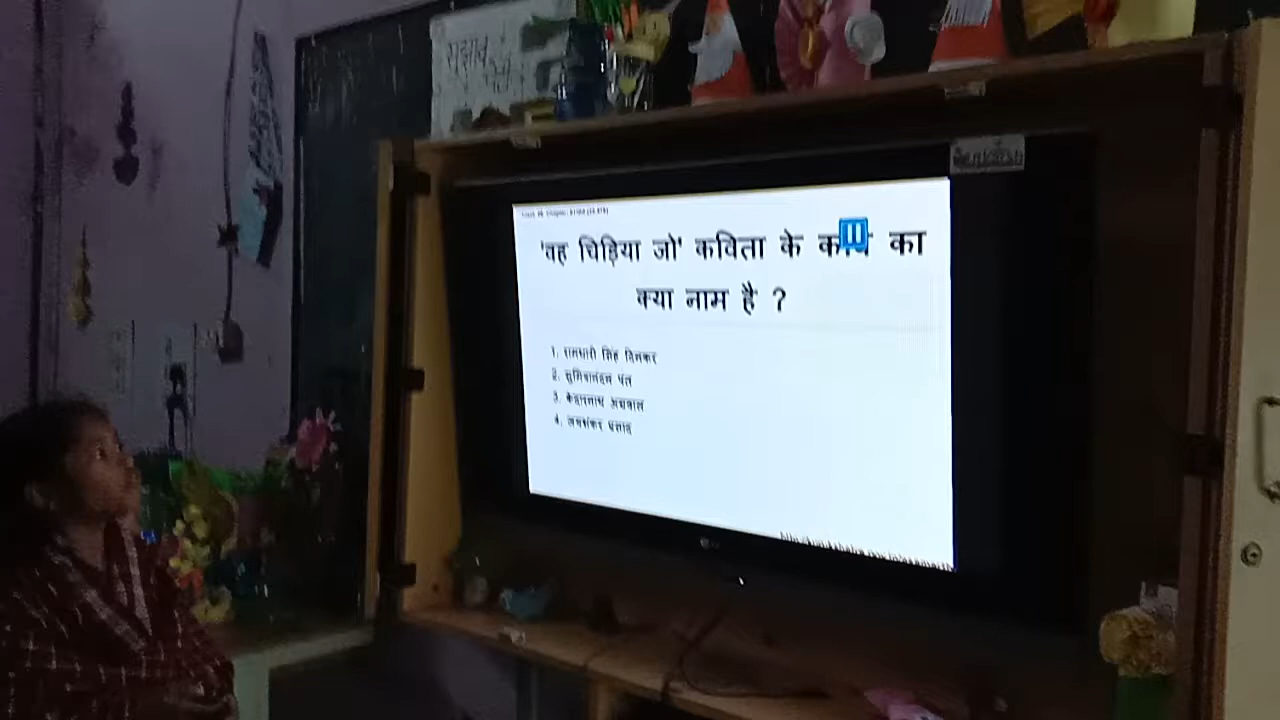 सुझाव
पेटी
'वह चिड़िया जो' कविता के का
क्या नाम है ?
1. रामधारी सिंह दिनकर
2. सुमित्रानंदन पंत
3. केदारनाथ अग्रवाल
4. जयशंकर प्रसाद